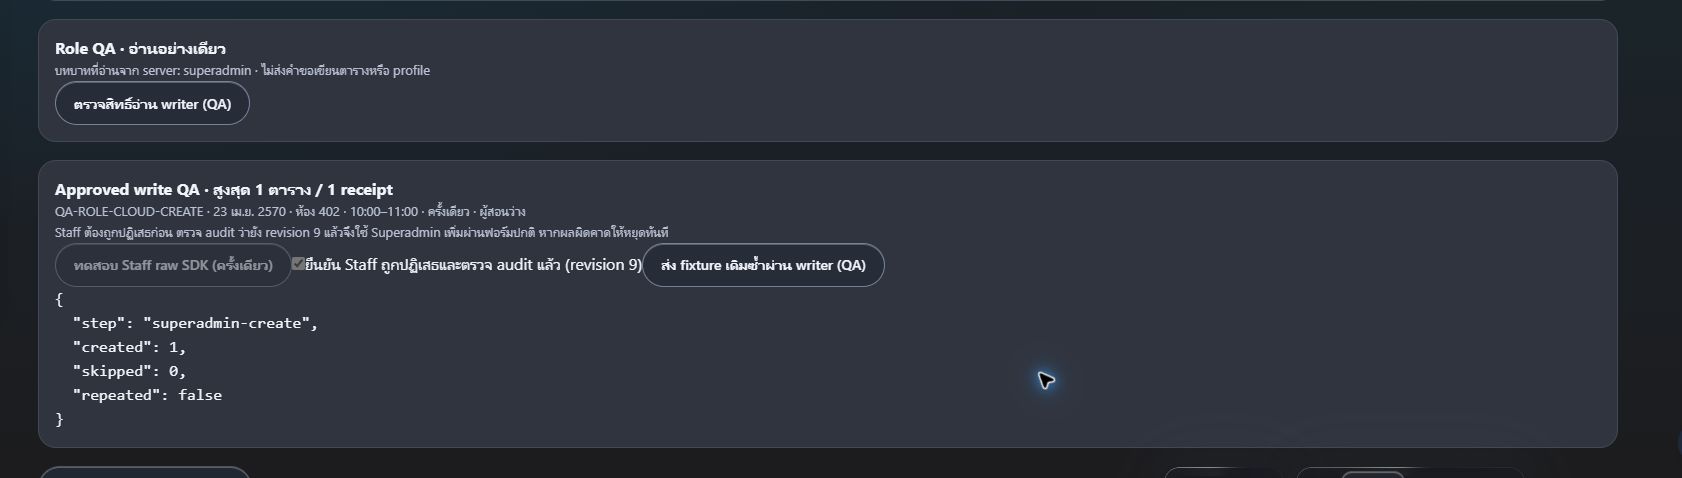 Role QA · อ่านอย่างเดียว
บทบาทที่อ่านจาก server: superadmin · ไม่ส่งคำขอเขียนตารางหรือ profile
ตรวจสิทธิ์อ่าน writer (QA)
Approved write QA · สูงสุด 1 ตาราง / 1 receipt
QA-ROLE-CLOUD-CREATE · 23 เม.ย. 2570 · ห้อง 402 · 10:00–11:00 · ครั้งเดียว · ผู้สอนว่าง
Staff ต้องถูกปฏิเสธก่อน ตรวจ audit ว่ายัง revision 9 แล้วจึงใช้ Superadmin เพิ่มผ่านฟอร์มปกติ หากผลผิดคาดให้หยุดทันที
ทดสอบ Staff raw SDK (ครั้งเดียว) ยืนยัน Staff ถูกปฏิเสธและตรวจ audit แล้ว (revision 9) ส่ง fixture เดิมซ้ำผ่าน writer (QA)
{
  "step": "superadmin-create",
  "created": 1,
  "skipped": 0,
  "repeated": false
}